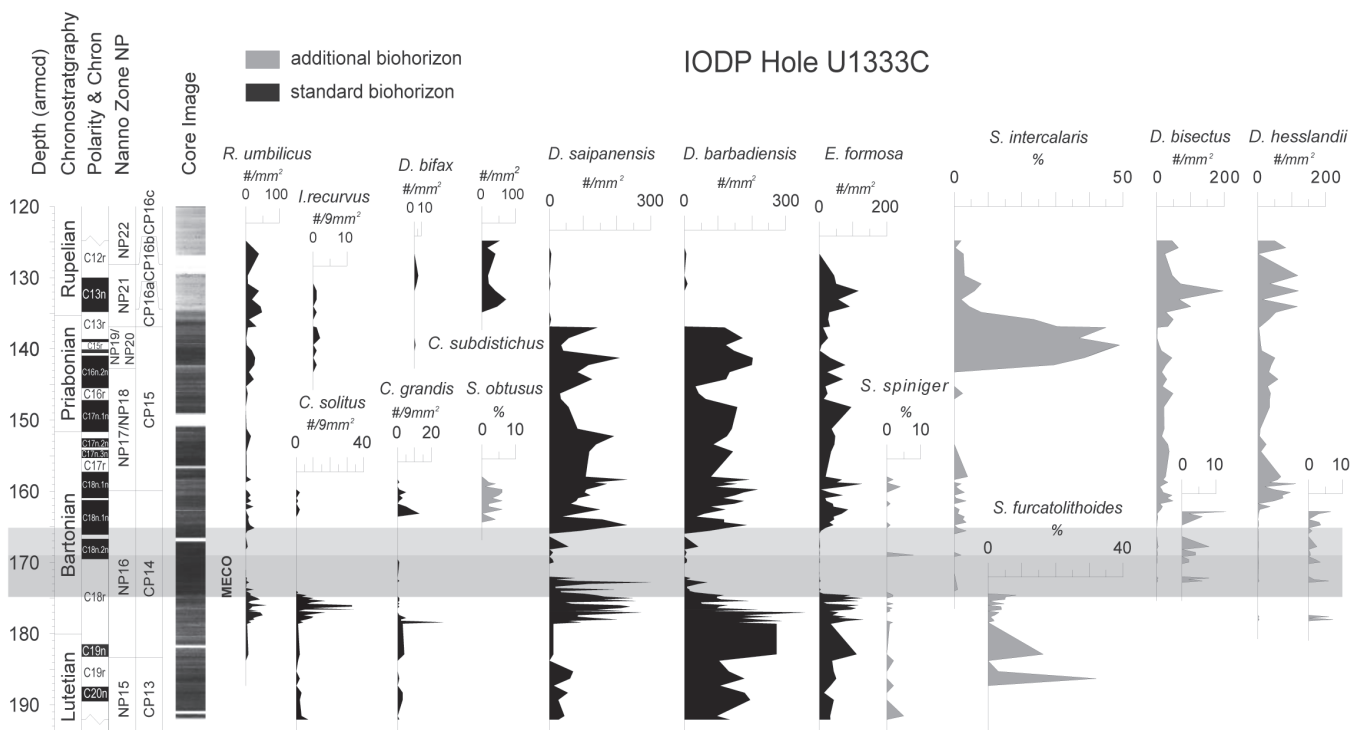 additional biohorizon
standard biohorizon
IODP Hole U1333C
Depth (armcd)
Chronostratgraphy
Polarity & Chron
Nanno Zone NP
Core Image
R. umbilicus
#/mm²
0 100
I.recurvus
#/9mm²
0 10
D. bifax
#/mm²
0 10
#/mm²
0 100
D. saipanensis
#/mm²
0 300
D. barbadiensis
#/mm²
0 300
E. formosa
#/mm²
0 200
S. intercalaris
%
0 50
D. bisectus
#/mm²
0 200
D. hesslandii
#/mm²
0 200
C. subdistichus
C. solitus
#/9mm²
0 40
C. grandis
#/9mm²
0 20
S. obtusus
%
0 10
S. spiniger
%
0 10
S. furcatolithoides
%
0 40
0 10
0 10
120
130
140
150
160
170
180
190
Rupelian
Priabonian
Bartonian
Lutetian
C12r
C13n
C13r
C15r
C16n.2n
C16r
C17n.1n
C17n.2n
C17n.3n
C17r
C18n.1n
C18n.1n
C18n.2n
C18r
C19n
C19r
C20n
NP22
NP21
NP19/
NP20
NP17/NP18
NP16
NP15
CP16c
CP16b
CP16a
CP15
CP14
CP13
MECO